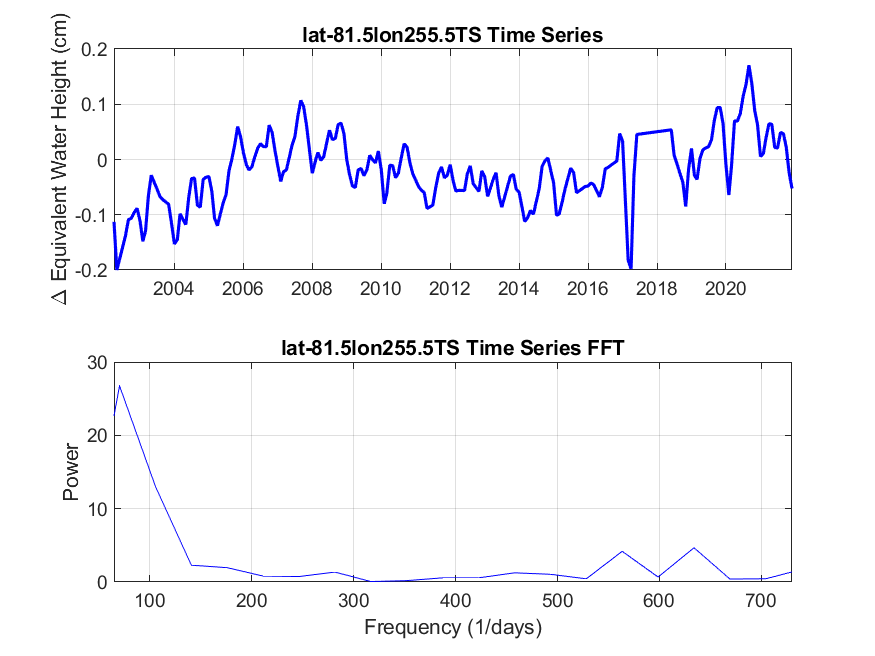 lat-81.5lon255.5TS Time Series
Δ Equivalent Water Height (cm)
0.2
0.1
0
-0.1
-0.2
2004 2006 2008 2010 2012 2014 2016 2018 2020
lat-81.5lon255.5TS Time Series FFT
Power
30
20
10
0
100 200 300 400 500 600 700
Frequency (1/days)